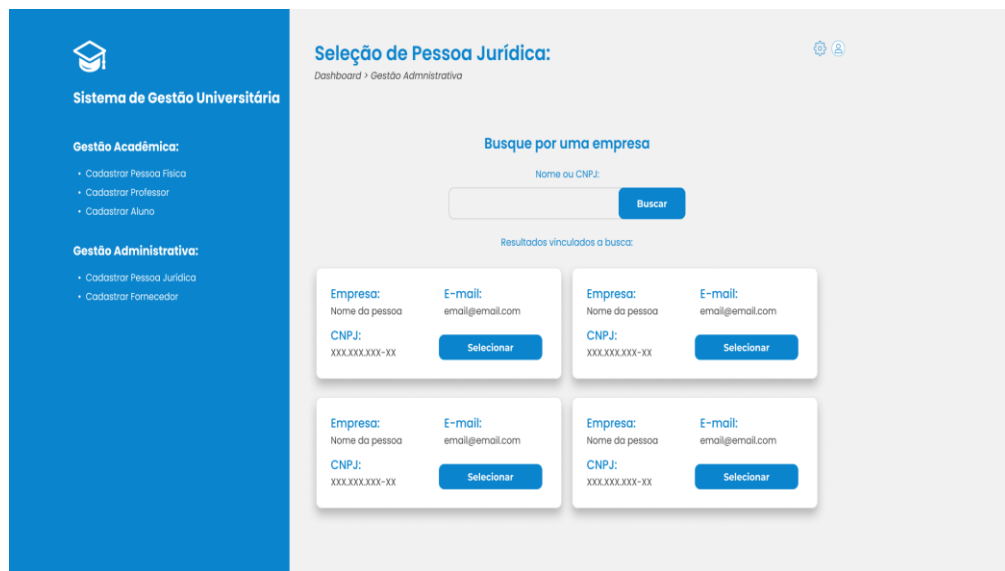 Sistema de Gestão Universitária
Gestão Acadêmica:
• Cadastrar Pessoa Física
• Cadastrar Professor
• Cadastrar Aluno
Gestão Administrativa:
• Cadastrar Pessoa Jurídica
• Cadastrar Fornecedor
Seleção de Pessoa Jurídica:
Dashboard > Gestão Admnistrativa
Busque por uma empresa
Nome ou CNPJ:
Buscar
Resultados vinculados a busca:
Empresa:
Nome da pessoa
E-mail:
email@email.com
CNPJ:
XXX.XXX.XXX-XX
Selecionar
Empresa:
Nome da pessoa
E-mail:
email@email.com
CNPJ:
XXX.XXX.XXX-XX
Selecionar
Empresa:
Nome da pessoa
E-mail:
email@email.com
CNPJ:
XXX.XXX.XXX-XX
Selecionar
Empresa:
Nome da pessoa
E-mail:
email@email.com
CNPJ:
XXX.XXX.XXX-XX
Selecionar